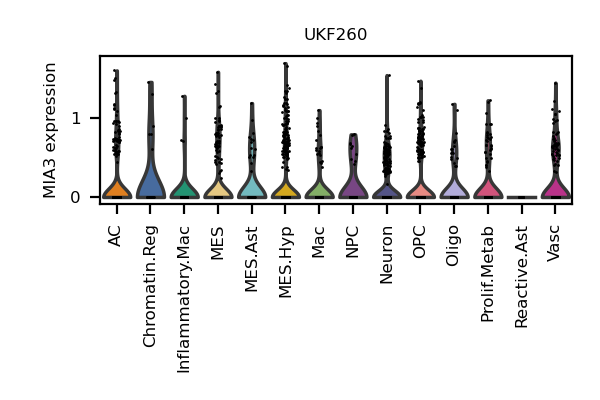 UKF260
MIA3 expression
1
0
AC
Chromatin.Reg
Inflammatory.Mac
MES
MES.Ast
MES.Hyp
Mac
NPC
Neuron
OPC
Oligo
Prolif.Metab
Reactive.Ast
Vasc